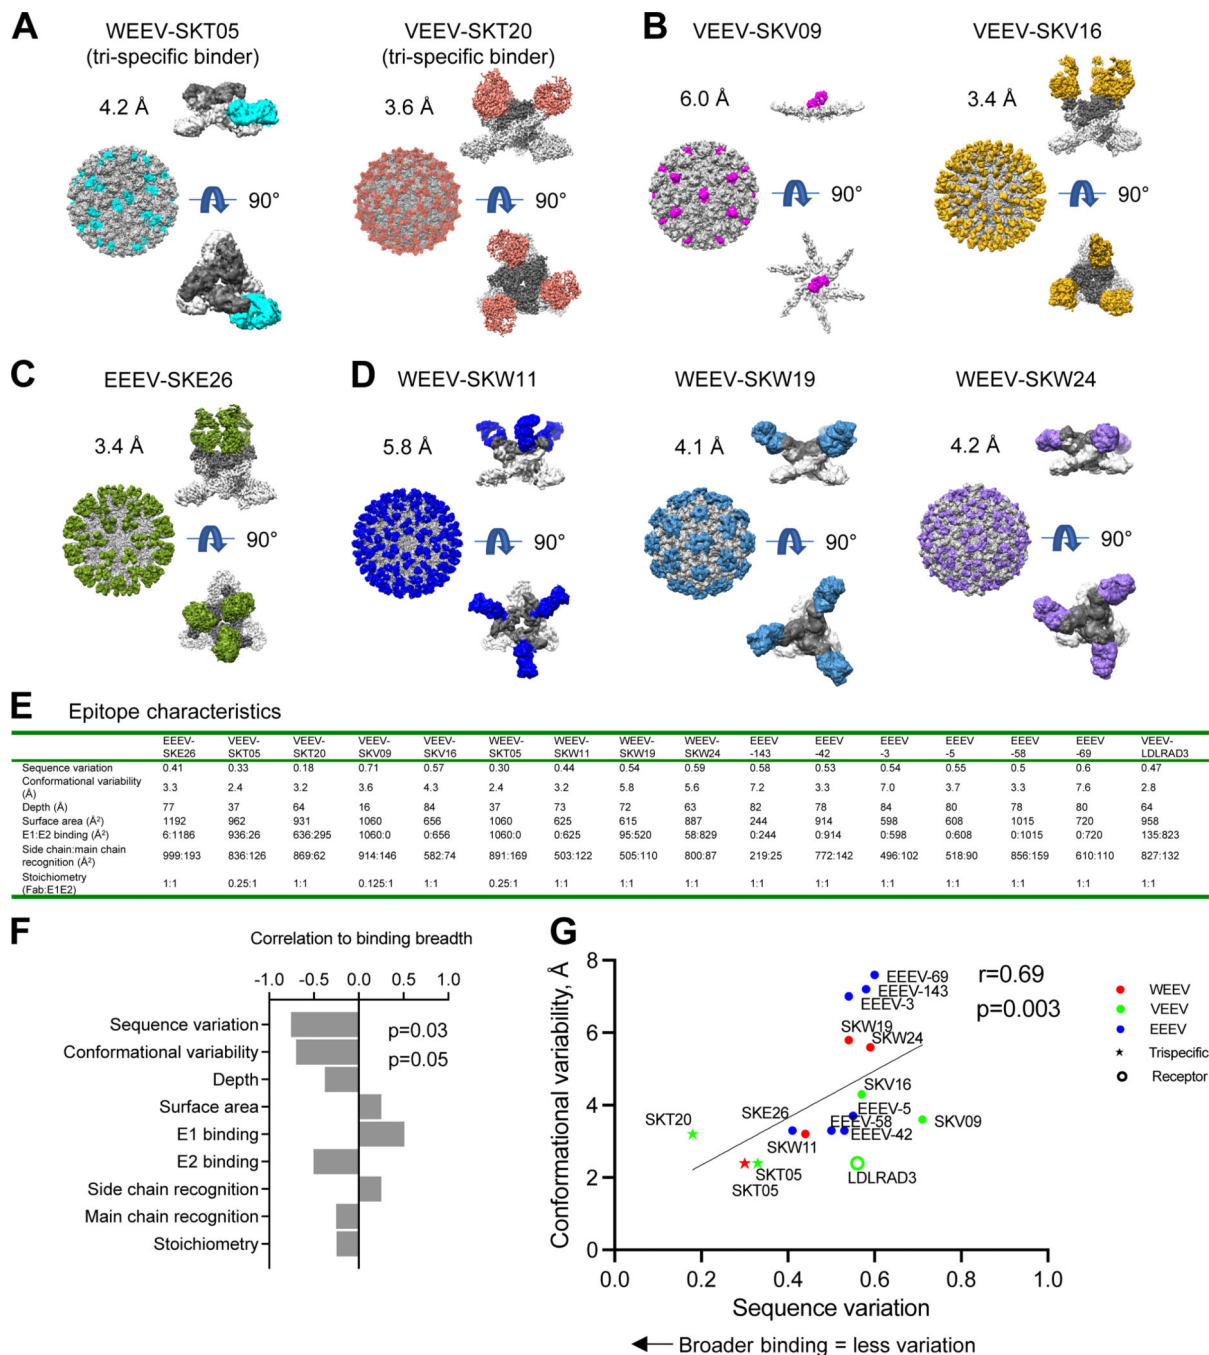 A
WEEV-SKT05
(tri-specific binder)
4.2 Å
90°
VEEV-SKT20
(tri-specific binder)
3.6 Å
90°
B
VEEV-SKV09
6.0 Å
90°
VEEV-SKV16
3.4 Å
90°
C
EEEV-SKE26
3.4 Å
90°
D
WEEV-SKW11
5.8 Å
90°
WEEV-SKW19
4.1 Å
90°
WEEV-SKW24
4.2 Å
90°
E Epitope characteristics
EEEV- VEEV- VEEV- VEEV- VEEV- WEEV- WEEV- WEEV- WEEV- EEEV EEEV EEEV EEEV EEEV EEEV VEEV-
SKE26 SKT05 SKT20 SKV09 SKV16 SKT05 SKW11 SKW19 SKW24 -143 -42 -3 -5 -58 -69 LDLRAD3
Sequence variation 0.41 0.33 0.18 0.71 0.57 0.30 0.44 0.54 0.59 0.58 0.53 0.54 0.55 0.5 0.6 0.47
Conformational variability
(Å) 3.3 2.4 3.2 3.6 4.3 2.4 3.2 5.8 5.6 7.2 3.3 7.0 3.7 3.3 7.6 2.8
Depth (Å) 77 37 64 16 84 37 73 72 63 82 78 84 80 78 80 64
Surface area (Å²) 1192 962 931 1060 656 1060 625 615 887 244 914 598 608 1015 720 958
E1:E2 binding (Å²) 6:1186 936:26 636:295 1060:0 0:656 1060:0 0:625 95:520 58:829 0:244 0:914 0:598 0:608 0:1015 0:720 135:823
Side chain:main chain
recognition (Å²) 999:193 836:126 869:62 914:146 582:74 891:169 503:122 505:110 800:87 219:25 772:142 496:102 518:90 856:159 610:110 827:132
Stoichiometry
(Fab:E1E2) 1:1 0.25:1 1:1 0.125:1 1:1 0.25:1 1:1 1:1 1:1 1:1 1:1 1:1 1:1 1:1 1:1 1:1
F
Correlation to binding breadth
-1.0 -0.5 0.0 0.5 1.0
Sequence variation
p=0.03
Conformational variability
p=0.05
Depth
Surface area
E1 binding
E2 binding
Side chain recognition
Main chain recognition
Stoichiometry
G
Conformational variability, Å
8
6
4
2
0
0.0 0.2 0.4 0.6 0.8 1.0
Sequence variation
Broader binding = less variation
r=0.69
p=0.003
EEEV-69
EEEV-143
EEEV-3
SKW19
SKW24
SKV16
SKE26
EEEV-5
SKT20
EEEV-58
SKV09
EEEV-42
SKW11
SKT05
SKT05
LDLRAD3
WEEV
VEEV
EEEV
Trispecific
Receptor